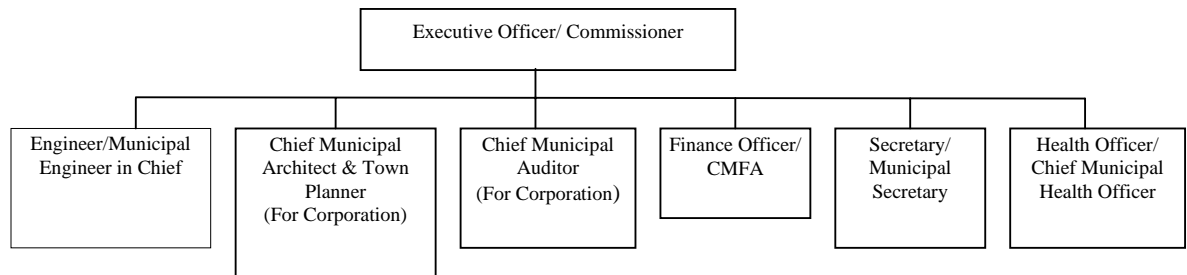 Executive Officer/ Commissioner
Engineer/Municipal
Engineer in Chief
Chief Municipal
Architect & Town
Planner
(For Corporation)
Chief Municipal
Auditor
(For Corporation)
Finance Officer/
CMFA
Secretary/
Municipal
Secretary
Health Officer/
Chief Municipal
Health Officer